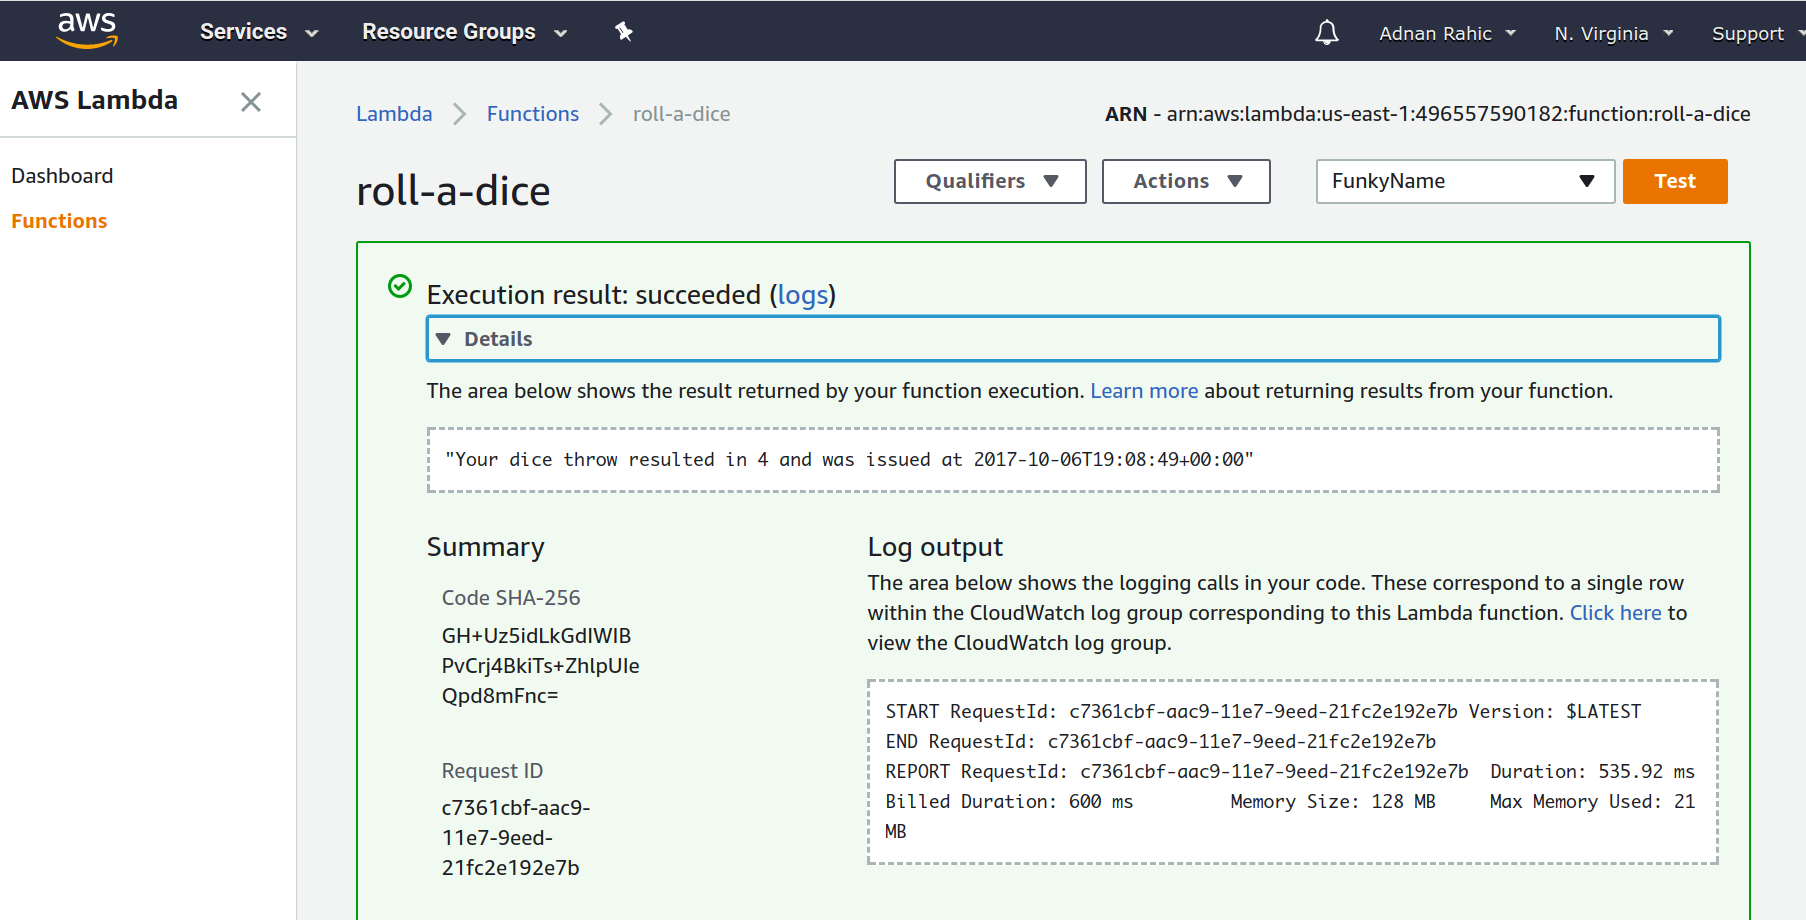 aws Services Resource Groups Adnan Rahic N. Virginia Support
AWS Lambda
Dashboard
Functions
Lambda Functions roll-a-dice
ARN - arn:aws:lambda:us-east-1:496557590182:function:roll-a-dice
roll-a-dice
Qualifiers Actions FunkyName Test
Execution result: succeeded (logs)
Details
The area below shows the result returned by your function execution. Learn more about returning results from your function.
"Your dice throw resulted in 4 and was issued at 2017-10-06T19:08:49+00:00"
Summary
Code SHA-256
GH+Uz5idLkGdIWIB
PvCrj4BkiTs+ZhlpUIe
Qpd8mFnc=
Request ID
c7361cbf-aac9-
11e7-9eed-
21fc2e192e7b
Log output
The area below shows the logging calls in your code. These correspond to a single row
within the CloudWatch log group corresponding to this Lambda function. Click here to
view the CloudWatch log group.
START RequestId: c7361cbf-aac9-11e7-9eed-21fc2e192e7b Version: $LATEST
END RequestId: c7361cbf-aac9-11e7-9eed-21fc2e192e7b
REPORT RequestId: c7361cbf-aac9-11e7-9eed-21fc2e192e7b Duration: 535.92 ms
Billed Duration: 600 ms Memory Size: 128 MB Max Memory Used: 21
MB